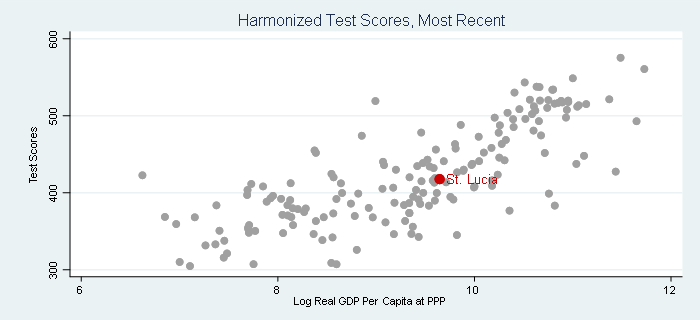 Harmonized Test Scores, Most Recent
600
500
400
300
Test Scores
St. Lucia
6
8
10
12
Log Real GDP Per Capita at PPP